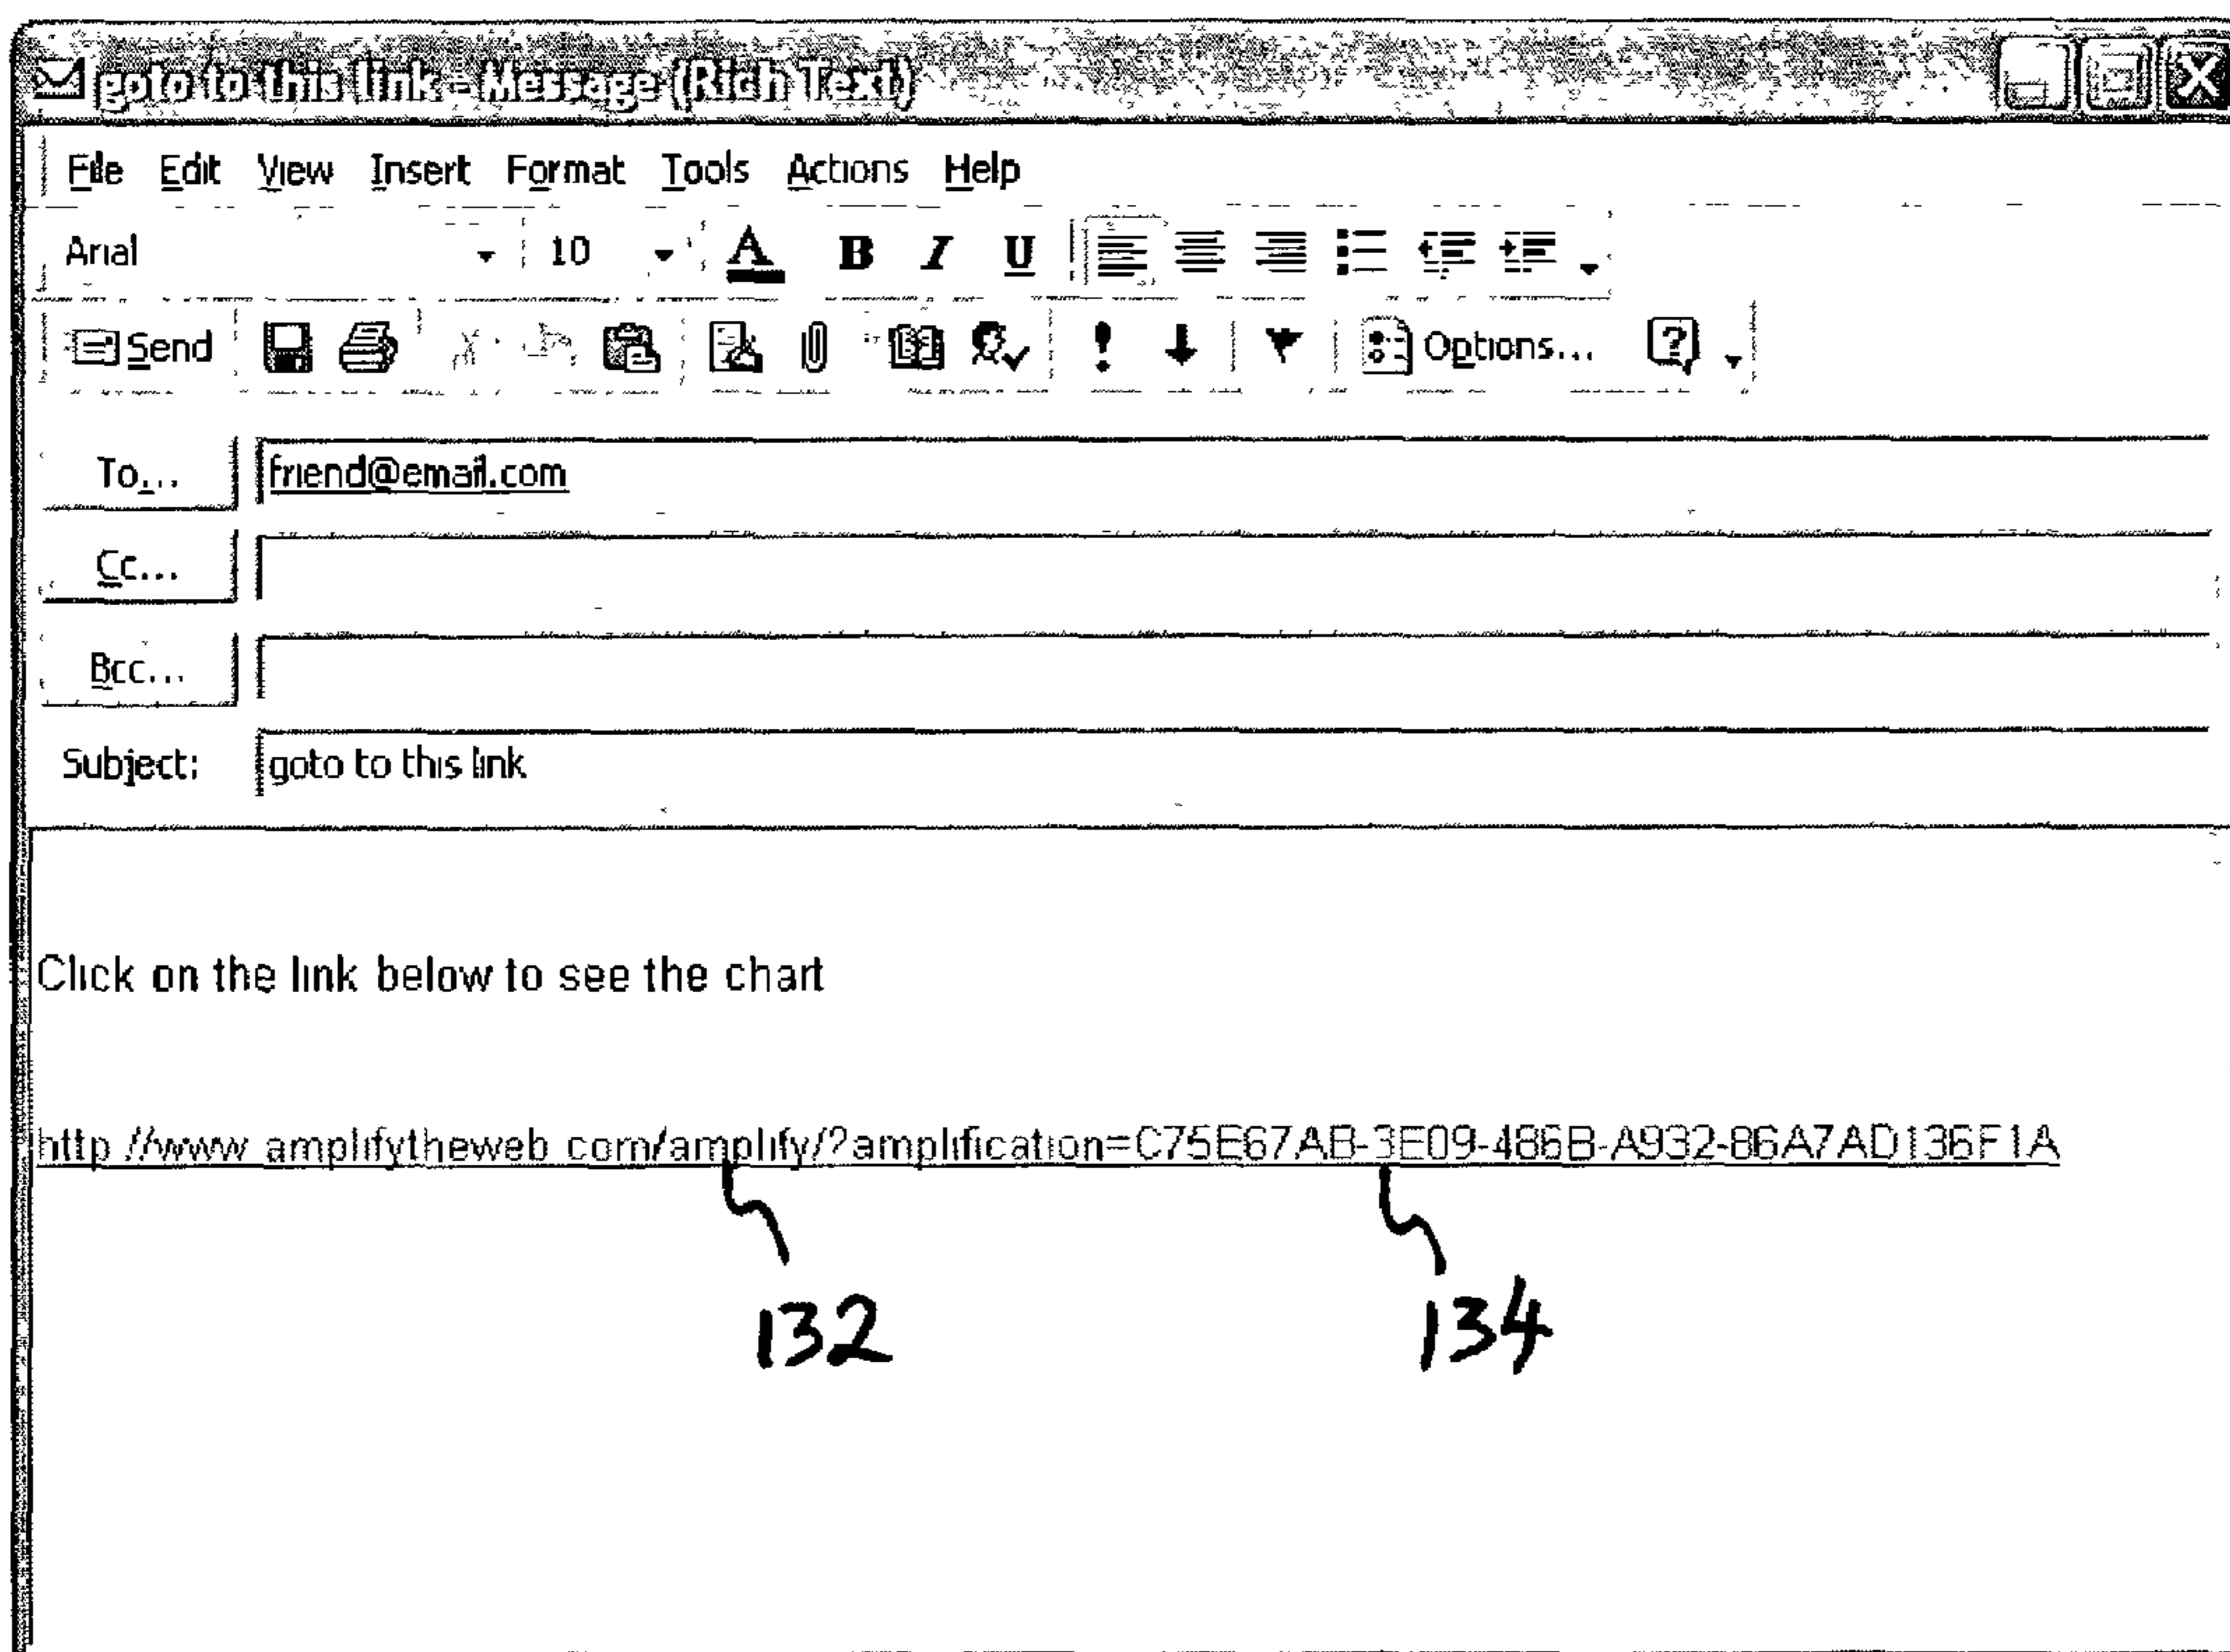 goto to this link - Message (Rich Text)
File Edit View Insert Format Tools Actions Help
Arial 10 A B I U
Send Options...
To... friend@email.com
Cc...
Bcc...
Subject: goto to this link
Click on the link below to see the chart
http://www.amplifytheweb.com/amplify/?amplification=C75E67AB-3E09-486B-A932-86A7AD136F1A
132 134